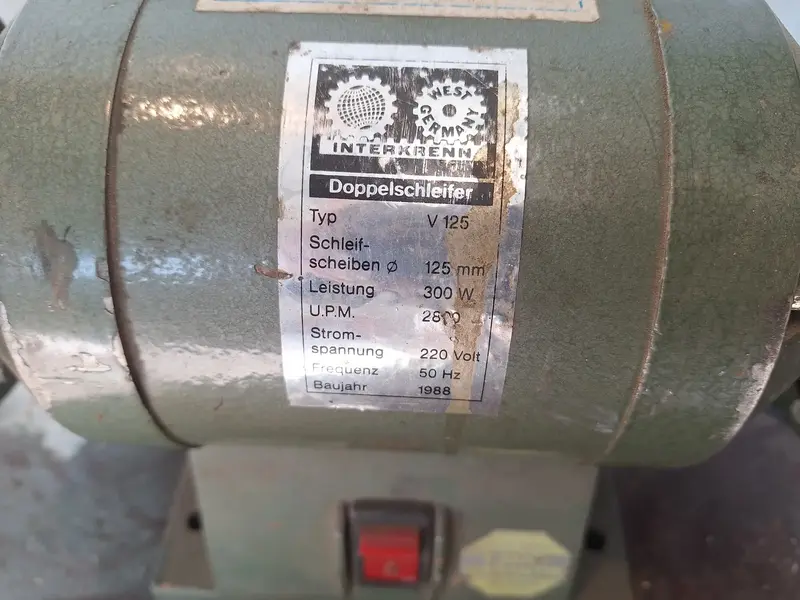 WEST
GERMANY
INTERKRENN
Doppelschleifer
Typ V 125
Schleif-
scheiben Ø 125 mm
Leistung 300 W
U.P.M.
Strom-
spannung 220 Volt
Frequenz 50 Hz
Baujahr 1988